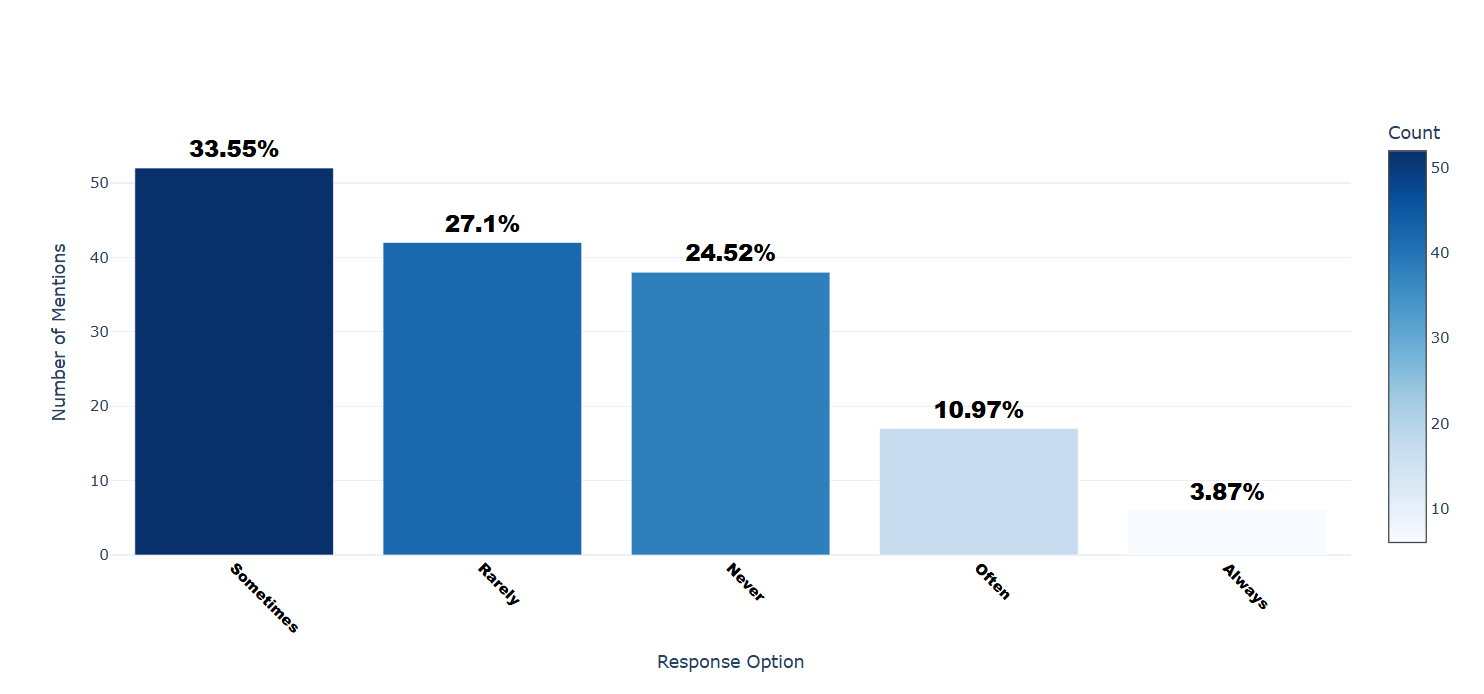 33.55%
27.1%
24.52%
10.97%
3.87%
Number of Mentions
50
40
30
20
10
0
Sometimes
Rarely
Never
Often
Always
Response Option
Count
50
40
30
20
10